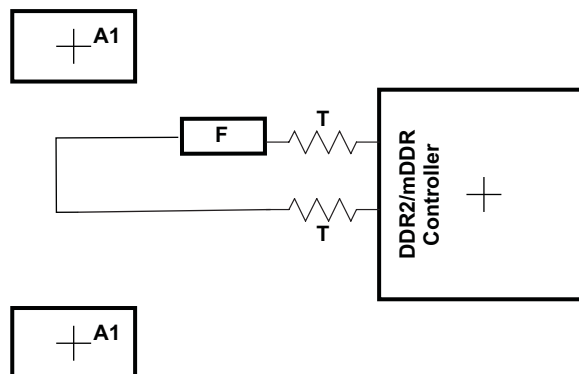 A1
T
F
DDR2/mDDR
Controller
T
A1